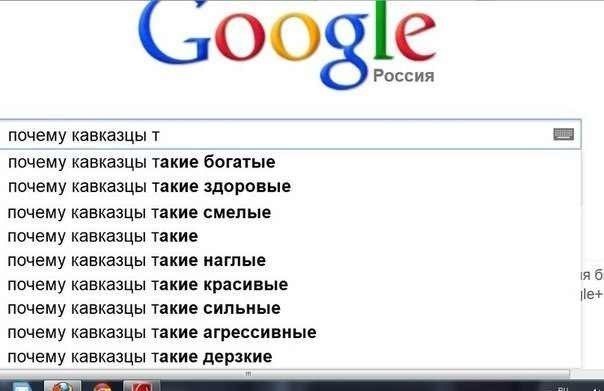 Google
Россия
почему кавказцы т
почему кавказцы такие богатые
почему кавказцы такие здоровые
почему кавказцы такие смелые
почему кавказцы такие
почему кавказцы такие наглые
почему кавказцы такие красивые
почему кавказцы такие сильные
почему кавказцы такие агрессивные
почему кавказцы такие дерзкие